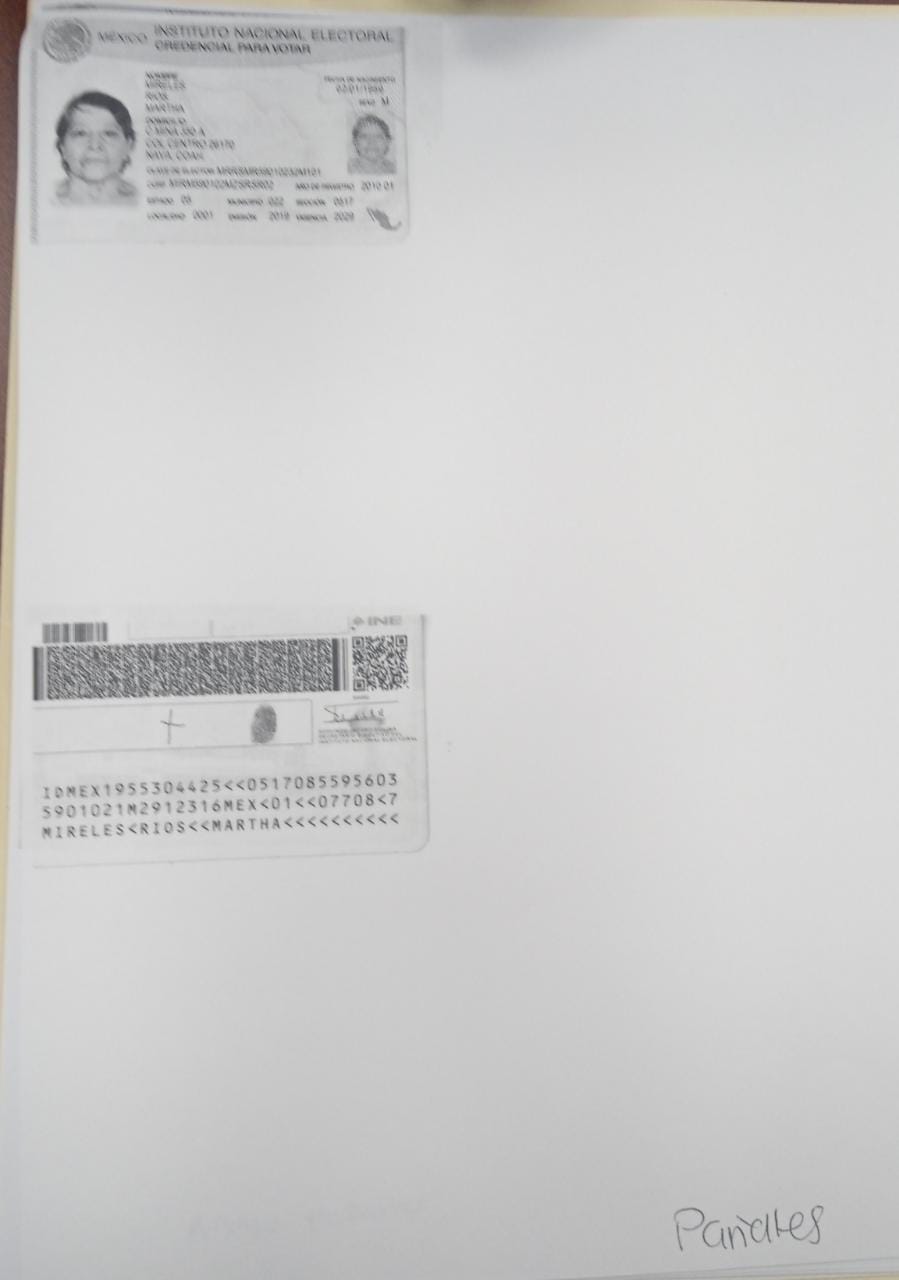 MÉXICO INSTITUTO NACIONAL ELECTORAL
CREDENCIAL PARA VOTAR
NOMBRE
MIRELES
RIOS
MARTHA
FECHA DE NACIMIENTO
02/01/1959
SEXO M
DOMICILIO
C MINA 350 A
COL CENTRO 26170
NAVA, COAH.
CLAVE DE ELECTOR
CURP AÑO DE REGISTRO 2010 01
ESTADO 05 MUNICIPIO 022 SECCIÓN 0517
LOCALIDAD 0001 EMISIÓN 2019 VIGENCIA 2029
INE
IDMEX1955304425<<0517085595603
5901021M2912316MEX<01<<07708<7
MIRELES<RIOS<<MARTHA<<<<<<<<<<
Pañales